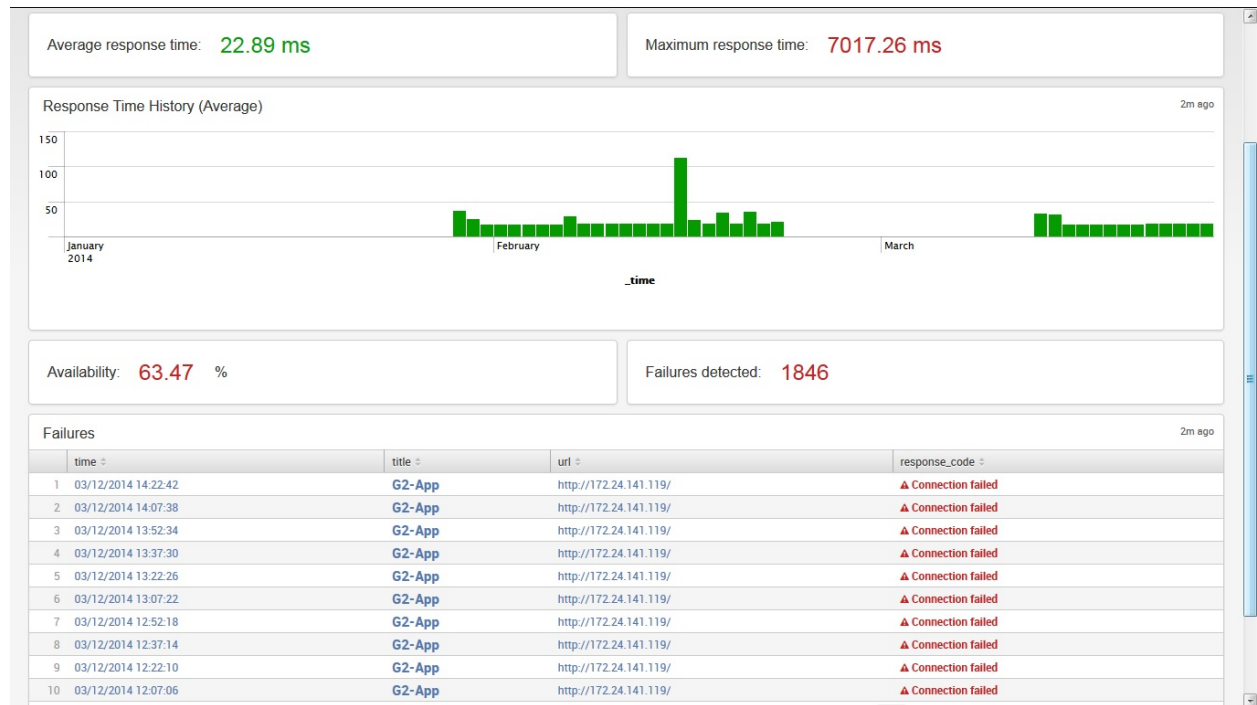 Average response time: 22.89 ms
Maximum response time: 7017.26 ms
Response Time History (Average)
2m ago
150
100
50
January February March
2014
_time
Availability: 63.47 %
Failures detected: 1846
Failures
2m ago
time title url response_code
1 03/12/2014 14:22:42 G2-App http://172.24.141.119/ Connection failed
2 03/12/2014 14:07:38 G2-App http://172.24.141.119/ Connection failed
3 03/12/2014 13:52:34 G2-App http://172.24.141.119/ Connection failed
4 03/12/2014 13:37:30 G2-App http://172.24.141.119/ Connection failed
5 03/12/2014 13:22:26 G2-App http://172.24.141.119/ Connection failed
6 03/12/2014 13:07:22 G2-App http://172.24.141.119/ Connection failed
7 03/12/2014 12:52:18 G2-App http://172.24.141.119/ Connection failed
8 03/12/2014 12:37:14 G2-App http://172.24.141.119/ Connection failed
9 03/12/2014 12:22:10 G2-App http://172.24.141.119/ Connection failed
10 03/12/2014 12:07:06 G2-App http://172.24.141.119/ Connection failed